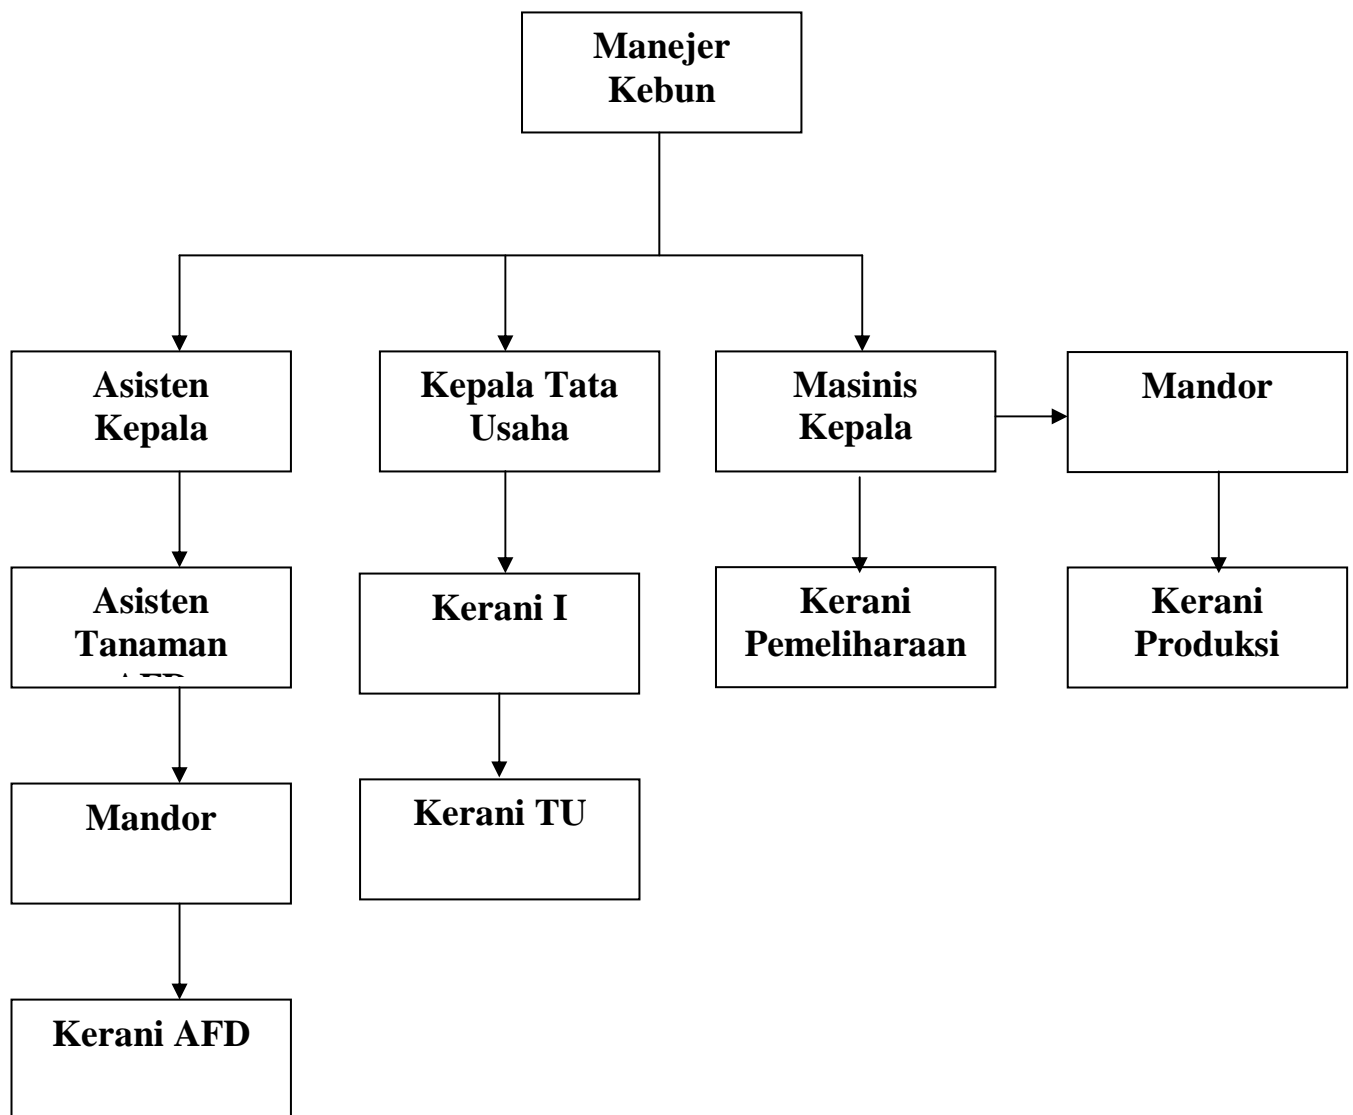 Manejer
Kebun
Asisten
Kepala
Kepala Tata
Usaha
Masinis
Kepala
Mandor
Asisten
Tanaman
Kerani I
Kerani
Pemeliharaan
Kerani
Produksi
Mandor
Kerani TU
Kerani AFD